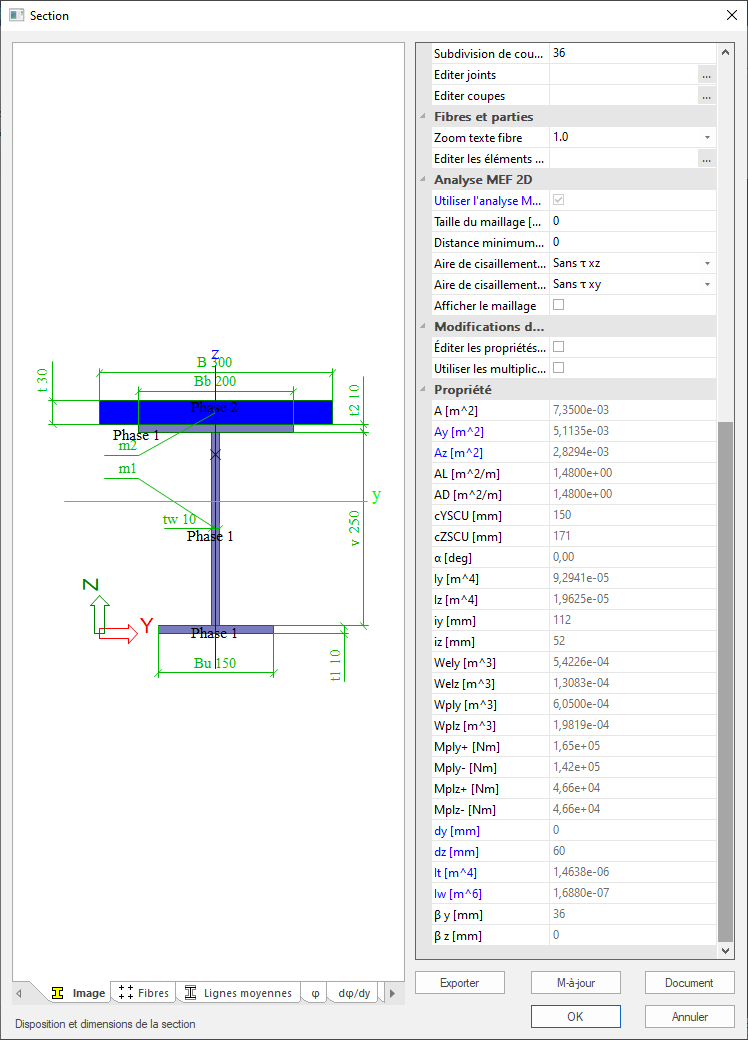 Section
Z
B 300
Bb 200
t 30
t2 10
Phase 2
Phase 1
m2
m1
y
tw 10
Phase 1
v 250
Z
Y
Phase 1
Bu 150
t1 10
Image
Fibres
Lignes moyennes
φ
dφ/dy
Disposition et dimensions de la section
Subdivision de cou... 36
Editer joints ...
Editer coupes ...
Fibres et parties
Zoom texte fibre 1.0
Editer les éléments ... ...
Analyse MEF 2D
Utiliser l'analyse M...
Taille du maillage [... 0
Distance minimum... 0
Aire de cisaillement... Sans τ xz
Aire de cisaillement... Sans τ xy
Afficher le maillage
Modifications d...
Éditer les propriétés...
Utiliser les multiplic...
Propriété
A [m^2] 7,3500e-03
Ay [m^2] 5,1135e-03
Az [m^2] 2,8294e-03
AL [m^2/m] 1,4800e+00
AD [m^2/m] 1,4800e+00
cYSCU [mm] 150
cZSCU [mm] 171
α [deg] 0,00
Iy [m^4] 9,2941e-05
Iz [m^4] 1,9625e-05
iy [mm] 112
iz [mm] 52
Wely [m^3] 5,4226e-04
Welz [m^3] 1,3083e-04
Wply [m^3] 6,0500e-04
Wplz [m^3] 1,9819e-04
Mply+ [Nm] 1,65e+05
Mply- [Nm] 1,42e+05
Mplz+ [Nm] 4,66e+04
Mplz- [Nm] 4,66e+04
dy [mm] 0
dz [mm] 60
It [m^4] 1,4638e-06
Iw [m^6] 1,6880e-07
β y [mm] 36
β z [mm] 0
Exporter
M-à-jour
Document
OK
Annuler